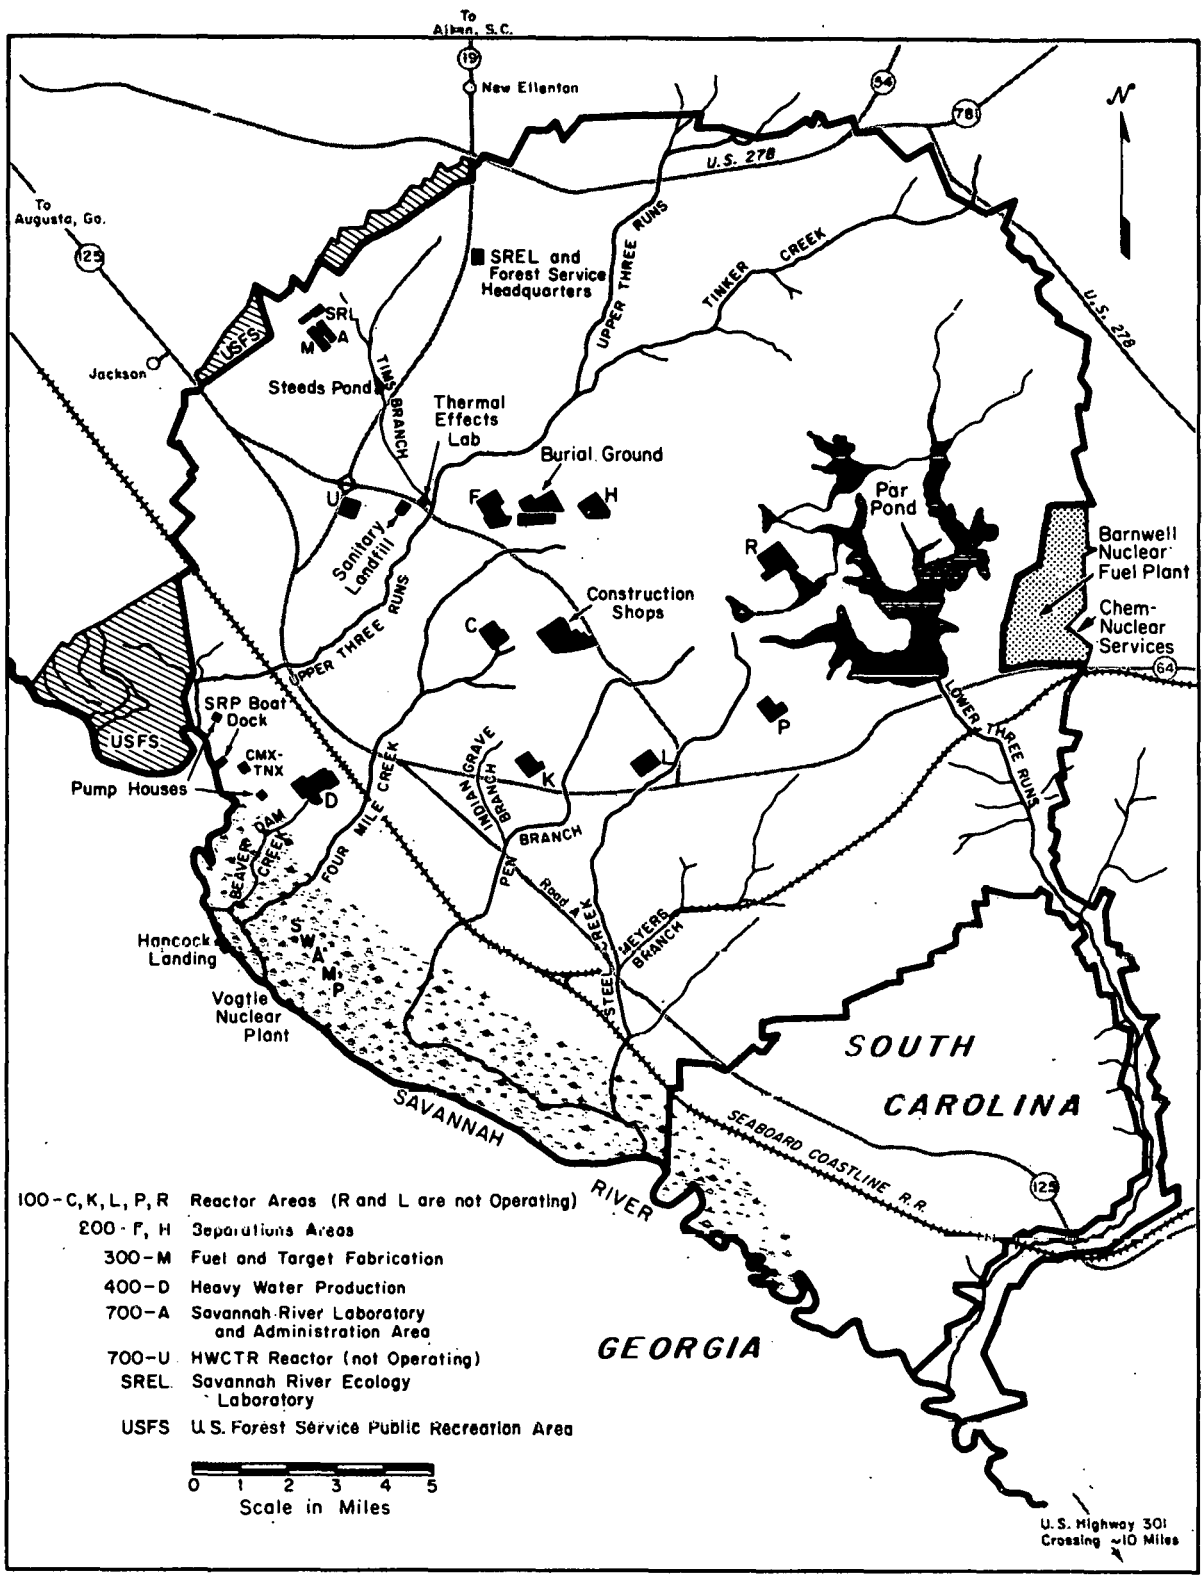 To
Aiken, S.C.
19
New Ellenton
64
78
N
U.S. 278
To
Augusta, Ga.
125
SREL and
Forest Service
Headquarters
UPPER THREE RUNS
TINKER CREEK
U.S. 278
USFS
SRL
M
A
Jackson
Steeds Pond
TIMS BRANCH
Thermal
Effects
Lab
Burial Ground
U
F
H
Par
Pond
Sanitary
Landfill
R
Barnwell
Nuclear
Fuel Plant
Construction
Shops
C
Chem-
Nuclear
Services
UPPER THREE RUNS
64
SRP Boat
Dock
LOWER THREE RUNS
P
USFS
CMX-
TNX
INDIAN GRAVE
BRANCH
K
L
Pump Houses
D
FOUR MILE CREEK
BEAVER DAM
CREEK
PEN BRANCH
Road A
STEEL CREEK
MEYERS
BRANCH
Hancock
Landing
SWAMP
Vogtle
Nuclear
Plant
SOUTH
CAROLINA
SAVANNAH RIVER
SEABOARD COASTLINE R.R.
125
100-C, K, L, P, R Reactor Areas (R and L are not Operating)
200-F, H Separations Areas
300-M Fuel and Target Fabrication
400-D Heavy Water Production
700-A Savannah River Laboratory
and Administration Area
700-U HWCTR Reactor (not Operating)
SREL Savannah River Ecology
Laboratory
USFS U.S. Forest Service Public Recreation Area
GEORGIA
0 1 2 3 4 5
Scale in Miles
U.S. Highway 301
Crossing ~10 Miles